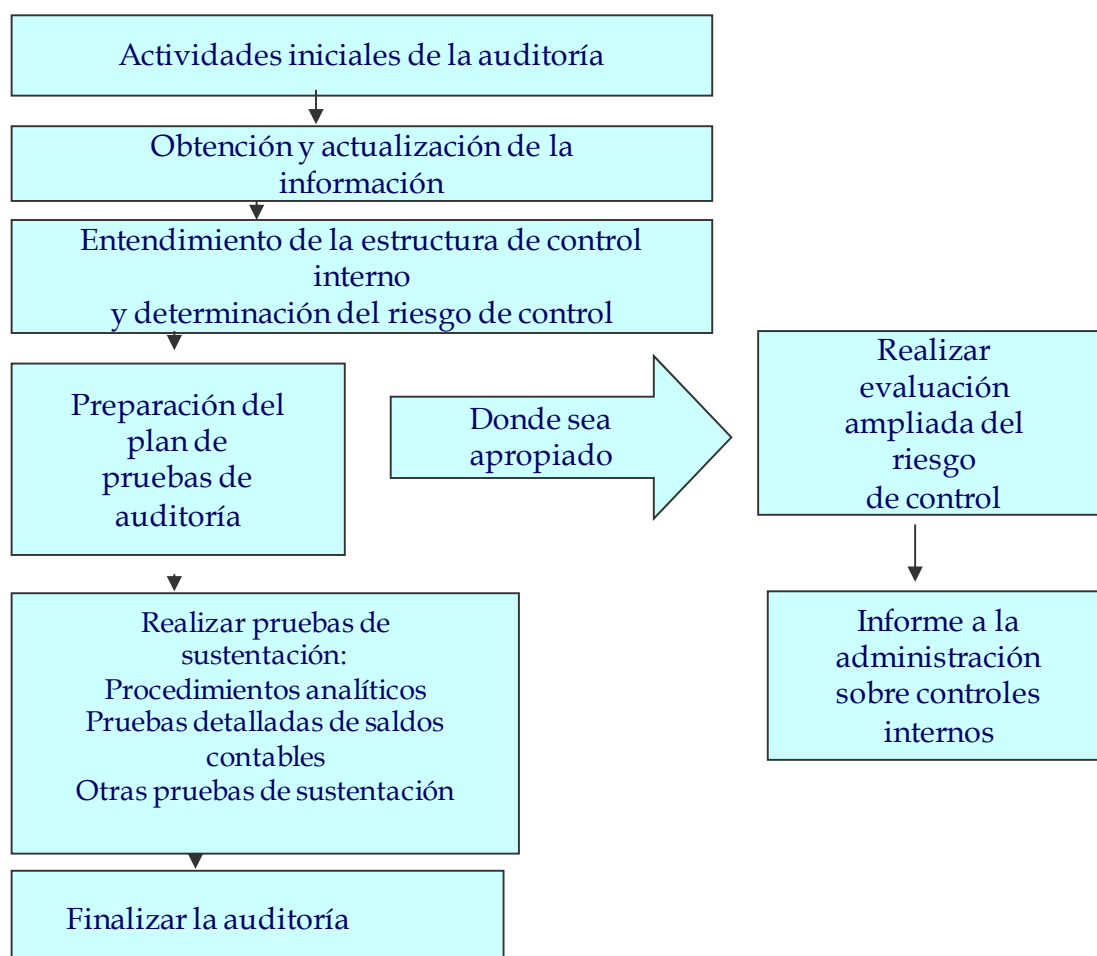 Actividades iniciales de la auditoría
Obtención y actualización de la
información
Entendimiento de la estructura de control
interno
y determinación del riesgo de control
Preparación del
plan de
pruebas de
auditoría
Donde sea
apropiado
Realizar
evaluación
ampliada del
riesgo
de control
Realizar pruebas de
sustentación:
Procedimientos analíticos
Pruebas detalladas de saldos
contables
Otras pruebas de sustentación
Informe a la
administración
sobre controles
internos
Finalizar la auditoría